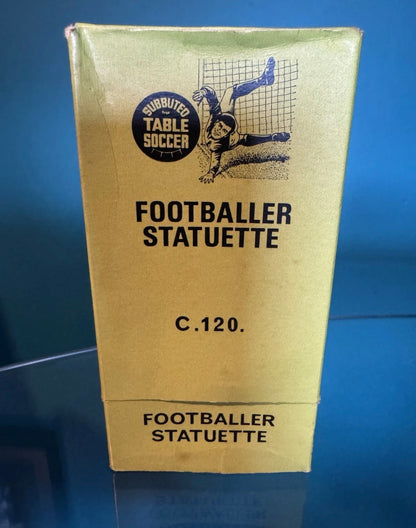 SUBBUTEO
TABLE
SOCCER
FOOTBALLER
STATUETTE
C.120.
FOOTBALLER
STATUETTE